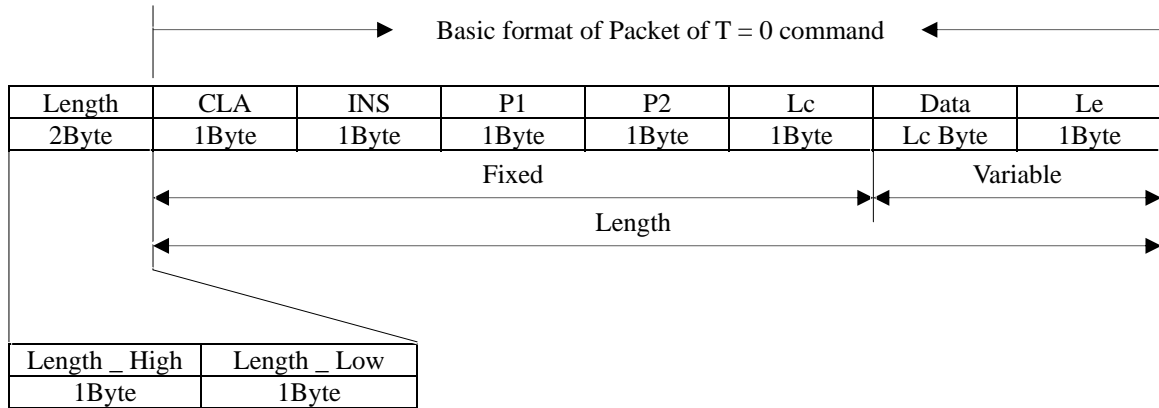 Basic format of Packet of T = 0 command
Length CLA INS P1 P2 Lc Data Le
2Byte 1Byte 1Byte 1Byte 1Byte 1Byte Lc Byte 1Byte
Fixed Variable
Length
Length _ High Length _ Low
1Byte 1Byte